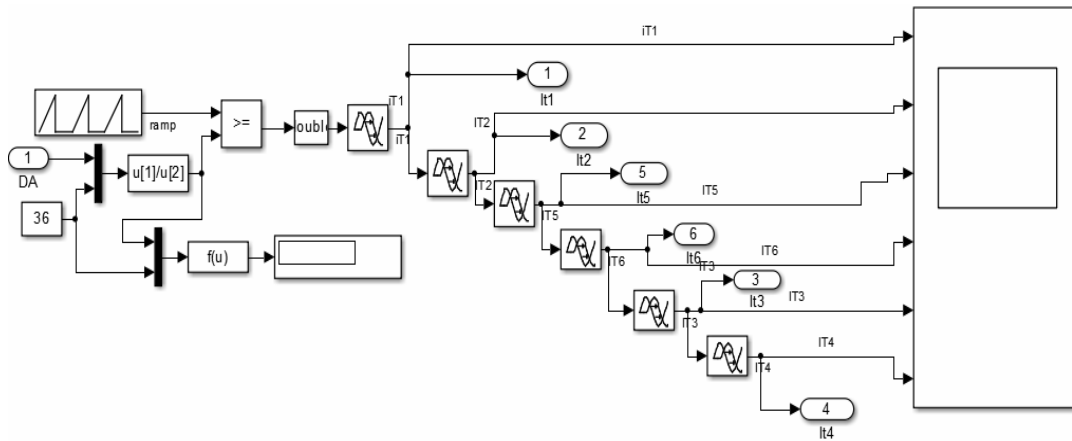 iT1
1
It1
iT1
iT1
ramp
>=
oubl
IT2
2
It2
1
DA
u[1]/u[2]
IT2
5
It5
IT5
36
IT5
6
It6
IT3
IT6
f(u)
IT6
3
It3
IT3
IT3
IT4
IT4
4
It4